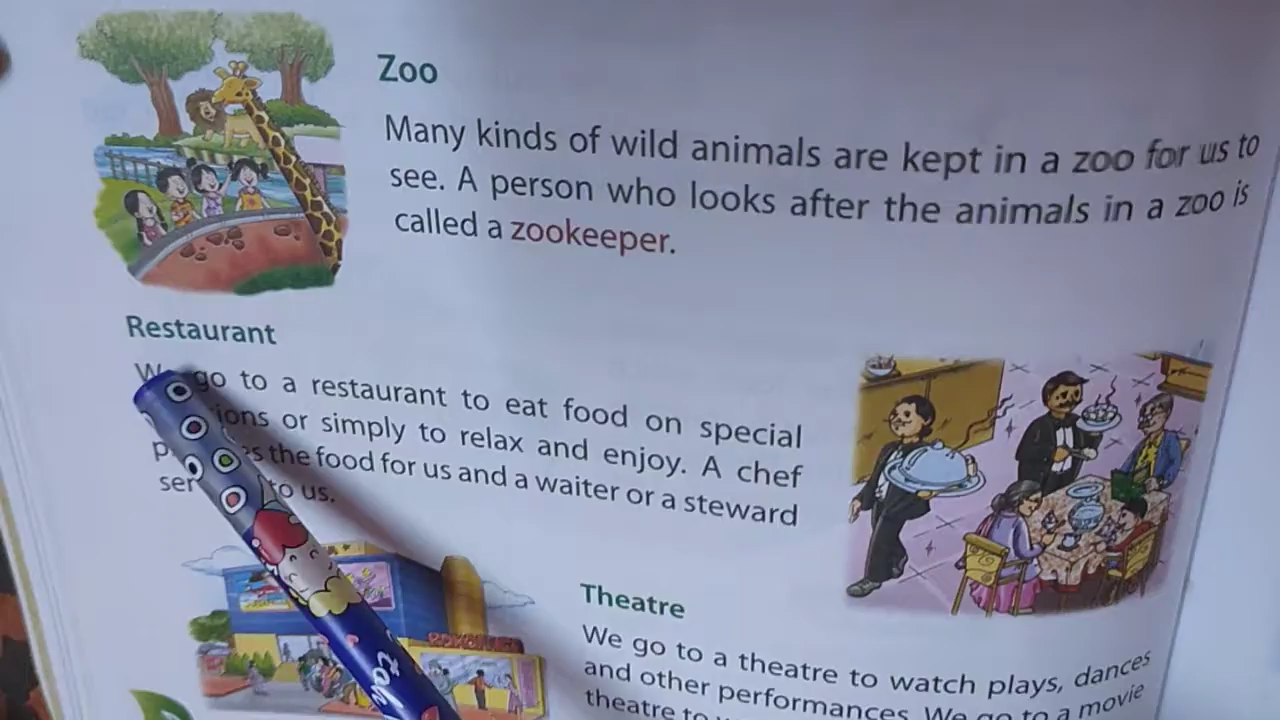 Zoo
Many kinds of wild animals are kept in a zoo for us to
see. A person who looks after the animals in a zoo is
called a zookeeper.
Restaurant
go to a restaurant to eat food on special
or simply to relax and enjoy. A chef
the food for us and a waiter or a steward
to us.
Theatre
We go to a theatre to watch plays, dances
and other performances. We go to a movie
theatre to